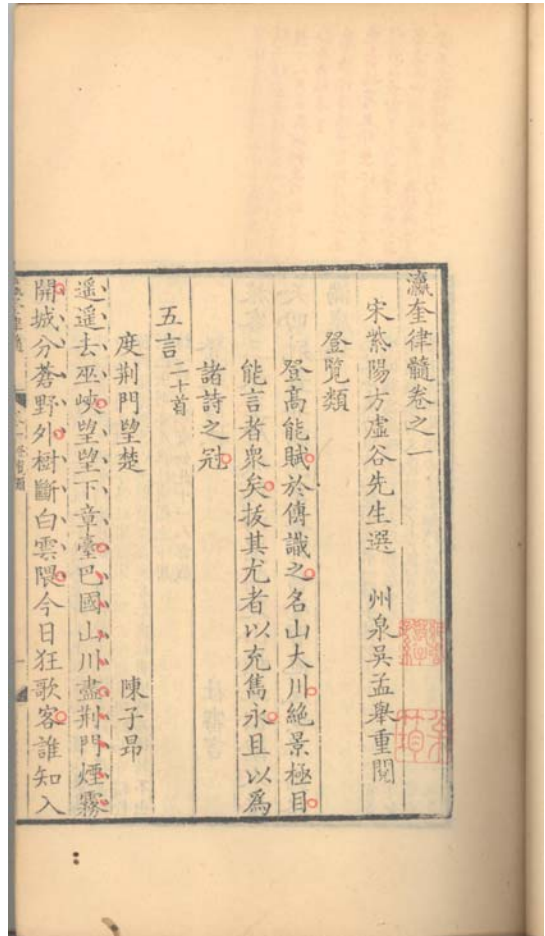 瀛奎律髓卷之一
宋紫陽方虛谷先生選 州泉吳孟舉重閱
登覽類
登高能賦於傳識之名山大川絶景極目
能言者衆矣拔其尤者以充雋永且以爲
諸詩之冠
五言二十首
度荆門望楚 陳子昂
遥遥去巫峽望望下章臺巴國山川盡荆門煙霧
開城分蒼野外樹斷白雲隈今日狂歌客誰知入